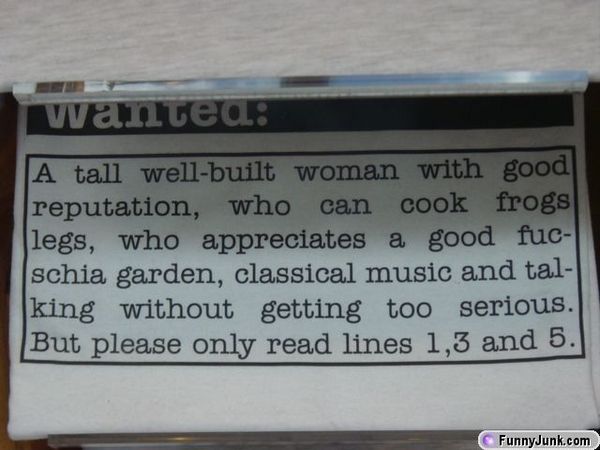 Wanted:
A tall well-built woman with good
reputation, who can cook frogs
legs, who appreciates a good fuc-
schia garden, classical music and tal-
king without getting too serious.
But please only read lines 1,3 and 5.
FunnyJunk.com